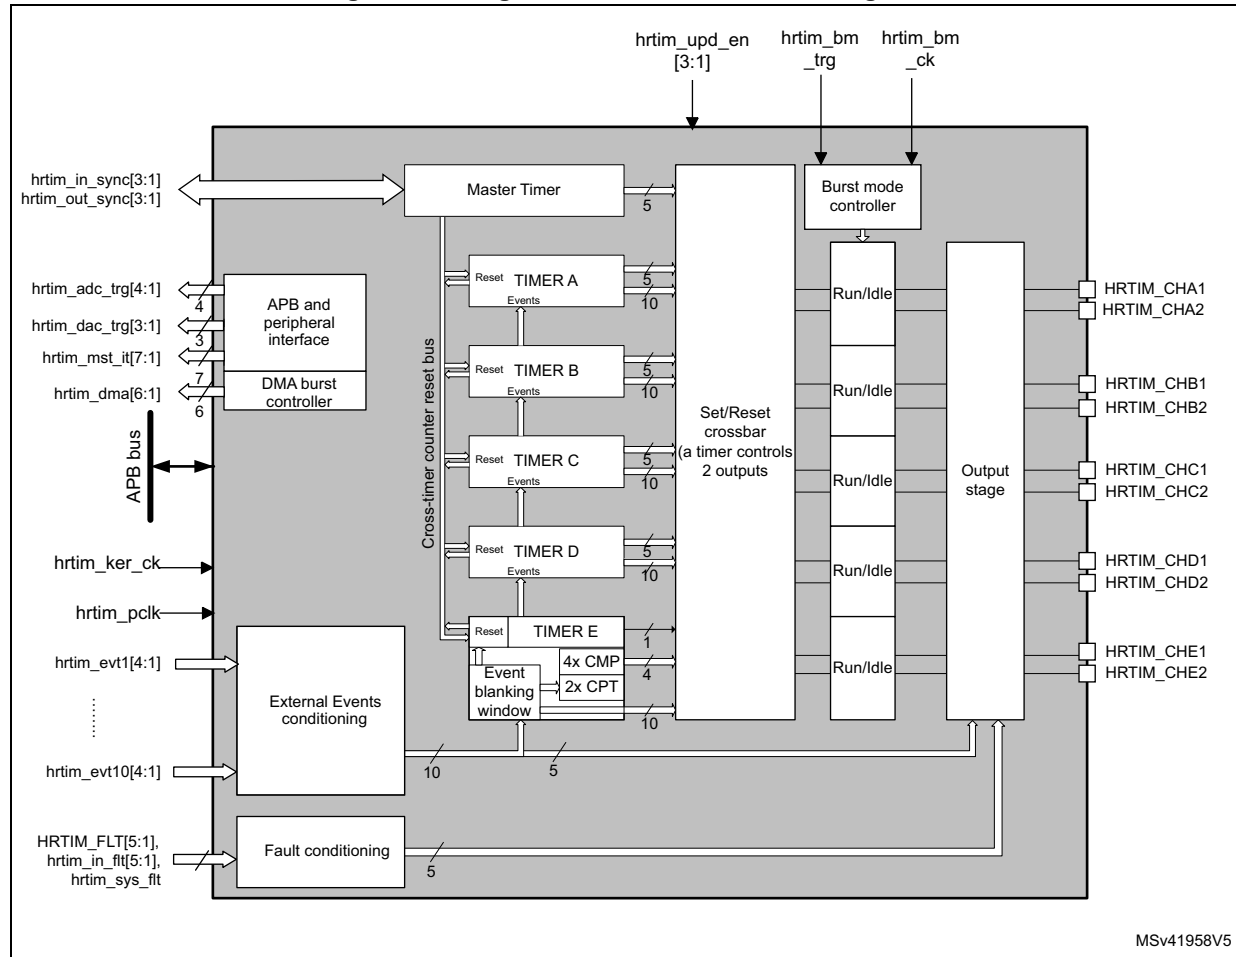 hrtim_upd_en
[3:1]
hrtim_bm
_trg
hrtim_bm
_ck
hrtim_in_sync[3:1]
hrtim_out_sync[3:1]
Master Timer
5
Burst mode
controller
hrtim_adc_trg[4:1]
4
hrtim_dac_trg[3:1]
3
hrtim_mst_it[7:1]
7
hrtim_dma[6:1]
6
APB and
peripheral
interface
DMA burst
controller
APB bus
hrtim_ker_ck
hrtim_pclk
Cross-timer counter reset bus
Reset
TIMER A
Events
5
10
Reset
TIMER B
Events
5
10
Reset
TIMER C
Events
5
10
Reset
TIMER D
Events
5
10
Reset
TIMER E
1
4x CMP
4
2x CPT
Event
blanking
window
10
Set/Reset
crossbar
(a timer controls
2 outputs
Run/Idle
Run/Idle
Run/Idle
Run/Idle
Run/Idle
Output
stage
HRTIM_CHA1
HRTIM_CHA2
HRTIM_CHB1
HRTIM_CHB2
HRTIM_CHC1
HRTIM_CHC2
HRTIM_CHD1
HRTIM_CHD2
HRTIM_CHE1
HRTIM_CHE2
hrtim_evt1[4:1]
hrtim_evt10[4:1]
External Events
conditioning
10
5
HRTIM_FLT[5:1],
hrtim_in_flt[5:1],
hrtim_sys_flt
Fault conditioning
5
MSv41958V5